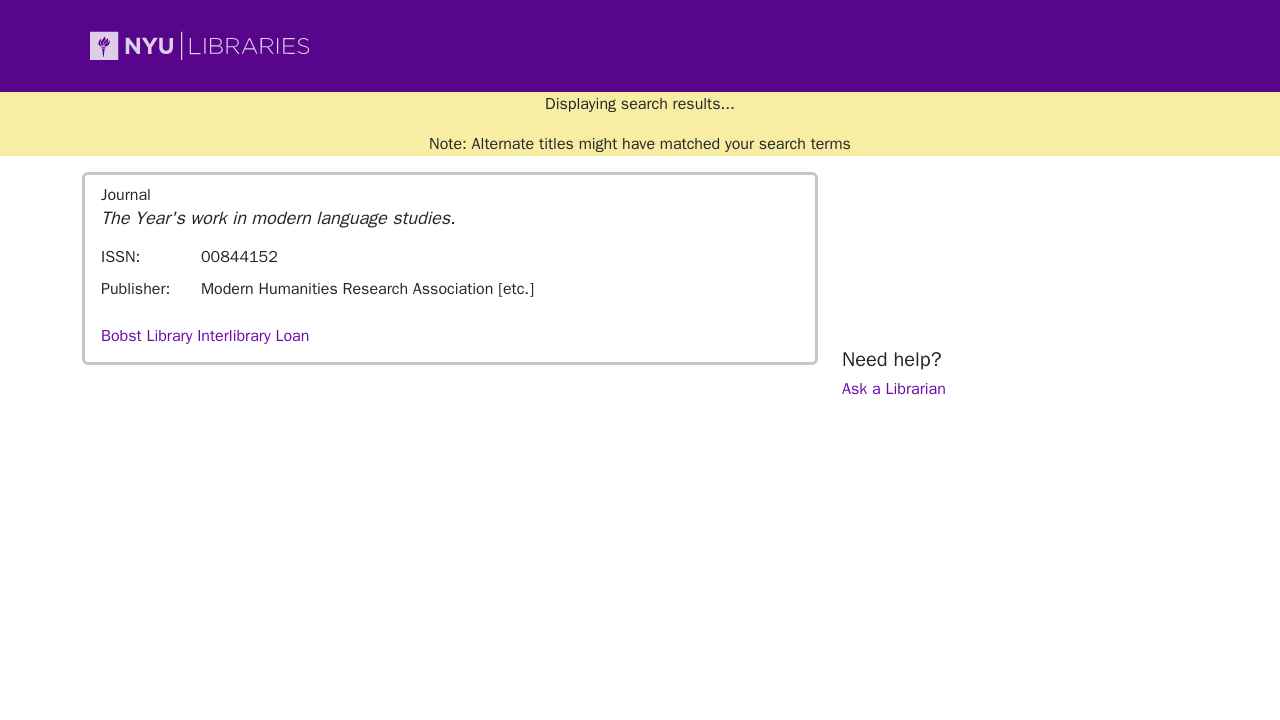 NYU LIBRARIES
Displaying search results...
Note: Alternate titles might have matched your search terms
Journal
The Year's work in modern language studies.
ISSN: 00844152
Publisher: Modern Humanities Research Association [etc.]
Bobst Library Interlibrary Loan
Need help?
Ask a Librarian